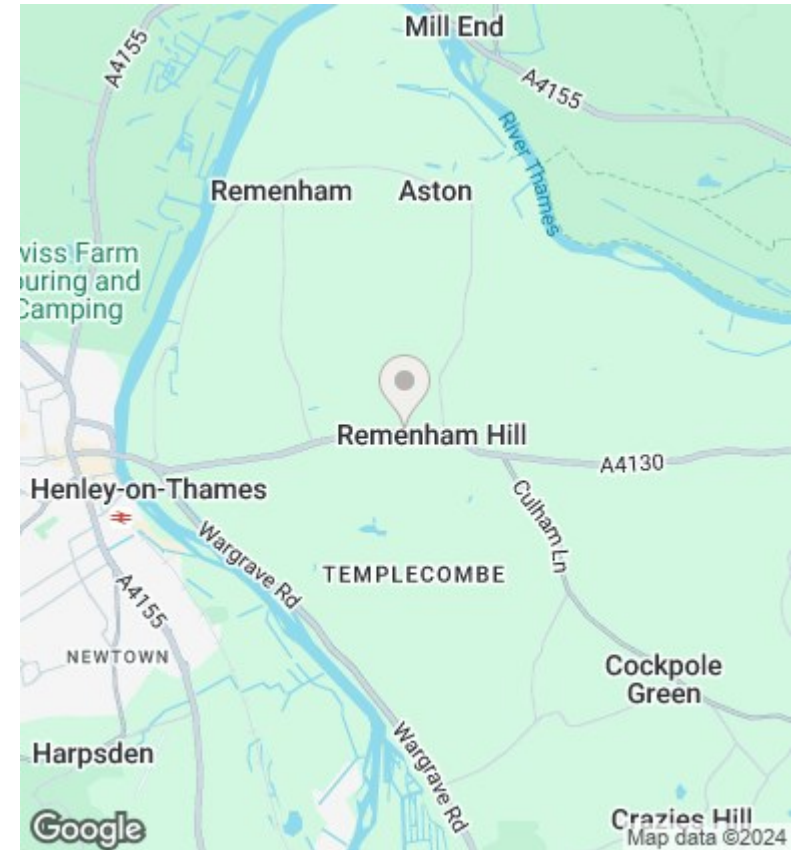 Mill End
A4155
A4155
River Thames
Remenham
Aston
wiss Farm
ouring and
Camping
Remenham Hill
A4130
Henley-on-Thames
Culham Ln
Wargrave Rd
TEMPLECOMBE
A4155
NEWTOWN
Cockpole
Green
Harpsden
Wargrave Rd
Crazies Hill
Google
Map data ©2024